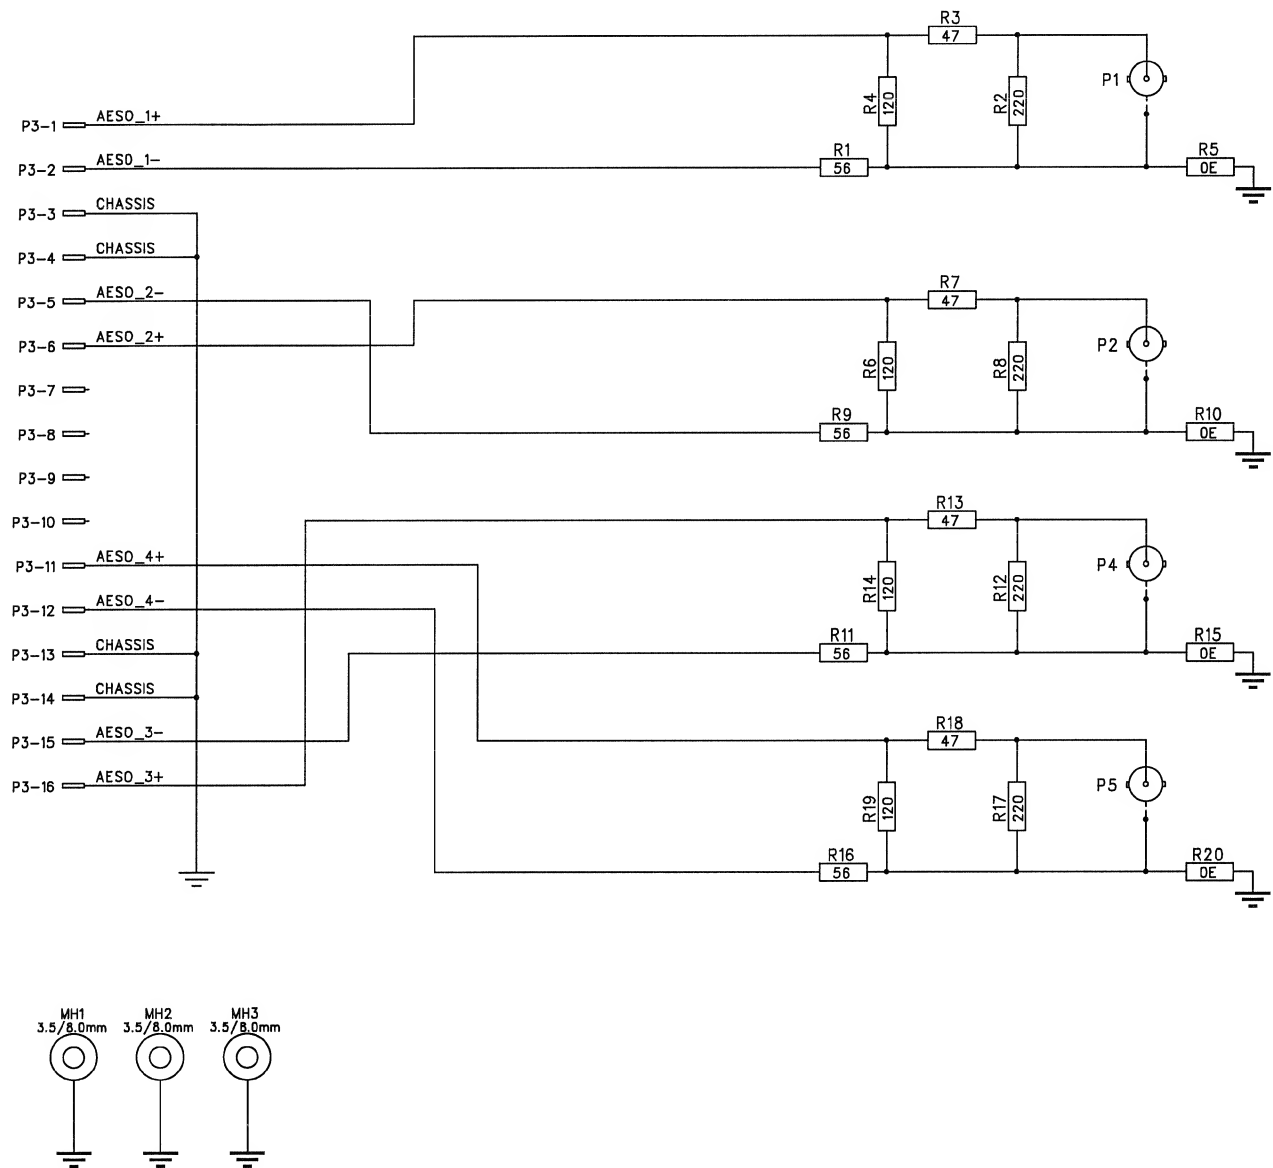 R3
47
R4
120
R2
220
P1
P3-1
AESO_1+
P3-2
AESO_1-
R1
56
R5
0E
P3-3
CHASSIS
P3-4
CHASSIS
P3-5
AESO_2-
R7
47
P3-6
AESO_2+
R6
120
R8
220
P2
P3-7
P3-8
R9
56
R10
0E
P3-9
P3-10
R13
47
P3-11
AESO_4+
R14
120
R12
220
P4
P3-12
AESO_4-
P3-13
CHASSIS
R11
56
R15
0E
P3-14
CHASSIS
P3-15
AESO_3-
R18
47
P3-16
AESO_3+
R19
120
R17
220
P5
R16
56
R20
0E
MH1
3.5/8.0mm
MH2
3.5/8.0mm
MH3
3.5/8.0mm